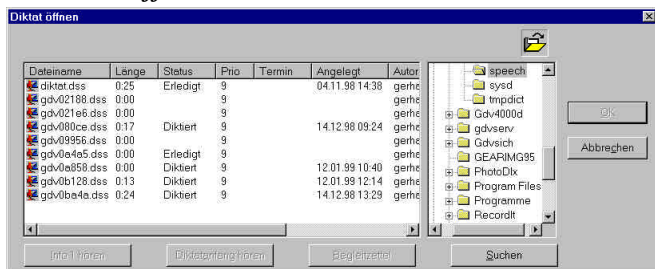 Diktat öffnen
Dateiname Länge Status Prio Termin Angelegt Autor
diktat.dss 0:25 Erledigt 9 04.11.98 14:38 gerhe
gdv02188.dss 0:00 9 gerhe
gdv021e6.dss 0:00 9 gerhe
gdv080ce.dss 0:17 Diktiert 9 14.12.98 09:24 gerhe
gdv09956.dss 0:00 9 gerhe
gdv0a4a5.dss 0:00 Erledigt 9 gerhe
gdv0a858.dss 0:00 Diktiert 9 12.01.99 10:40 gerhe
gdv0b128.dss 0:13 Diktiert 9 12.01.99 12:14 gerhe
gdv0ba4a.dss 0:24 Diktiert 9 14.12.98 13:29 gerhe
speech
sysd
tmpdict
Gdv4000d
gdvserv
Gdvsich
GEARIMG95
PhotoDlx
Program Files
Programme
RecordIt
OK
Abbrechen
Info 1 hören Diktatanfang hören Begleitzettel Suchen